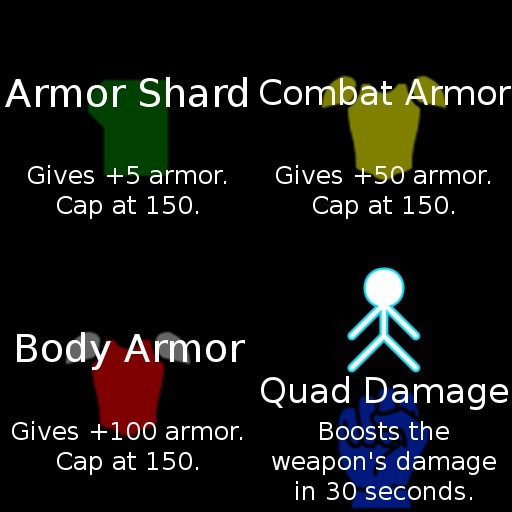 Armor Shard
Gives +5 armor.
Cap at 150.
Combat Armor
Gives +50 armor.
Cap at 150.
Body Armor
Gives +100 armor.
Cap at 150.
Quad Damage
Boosts the
weapon's damage
in 30 seconds.